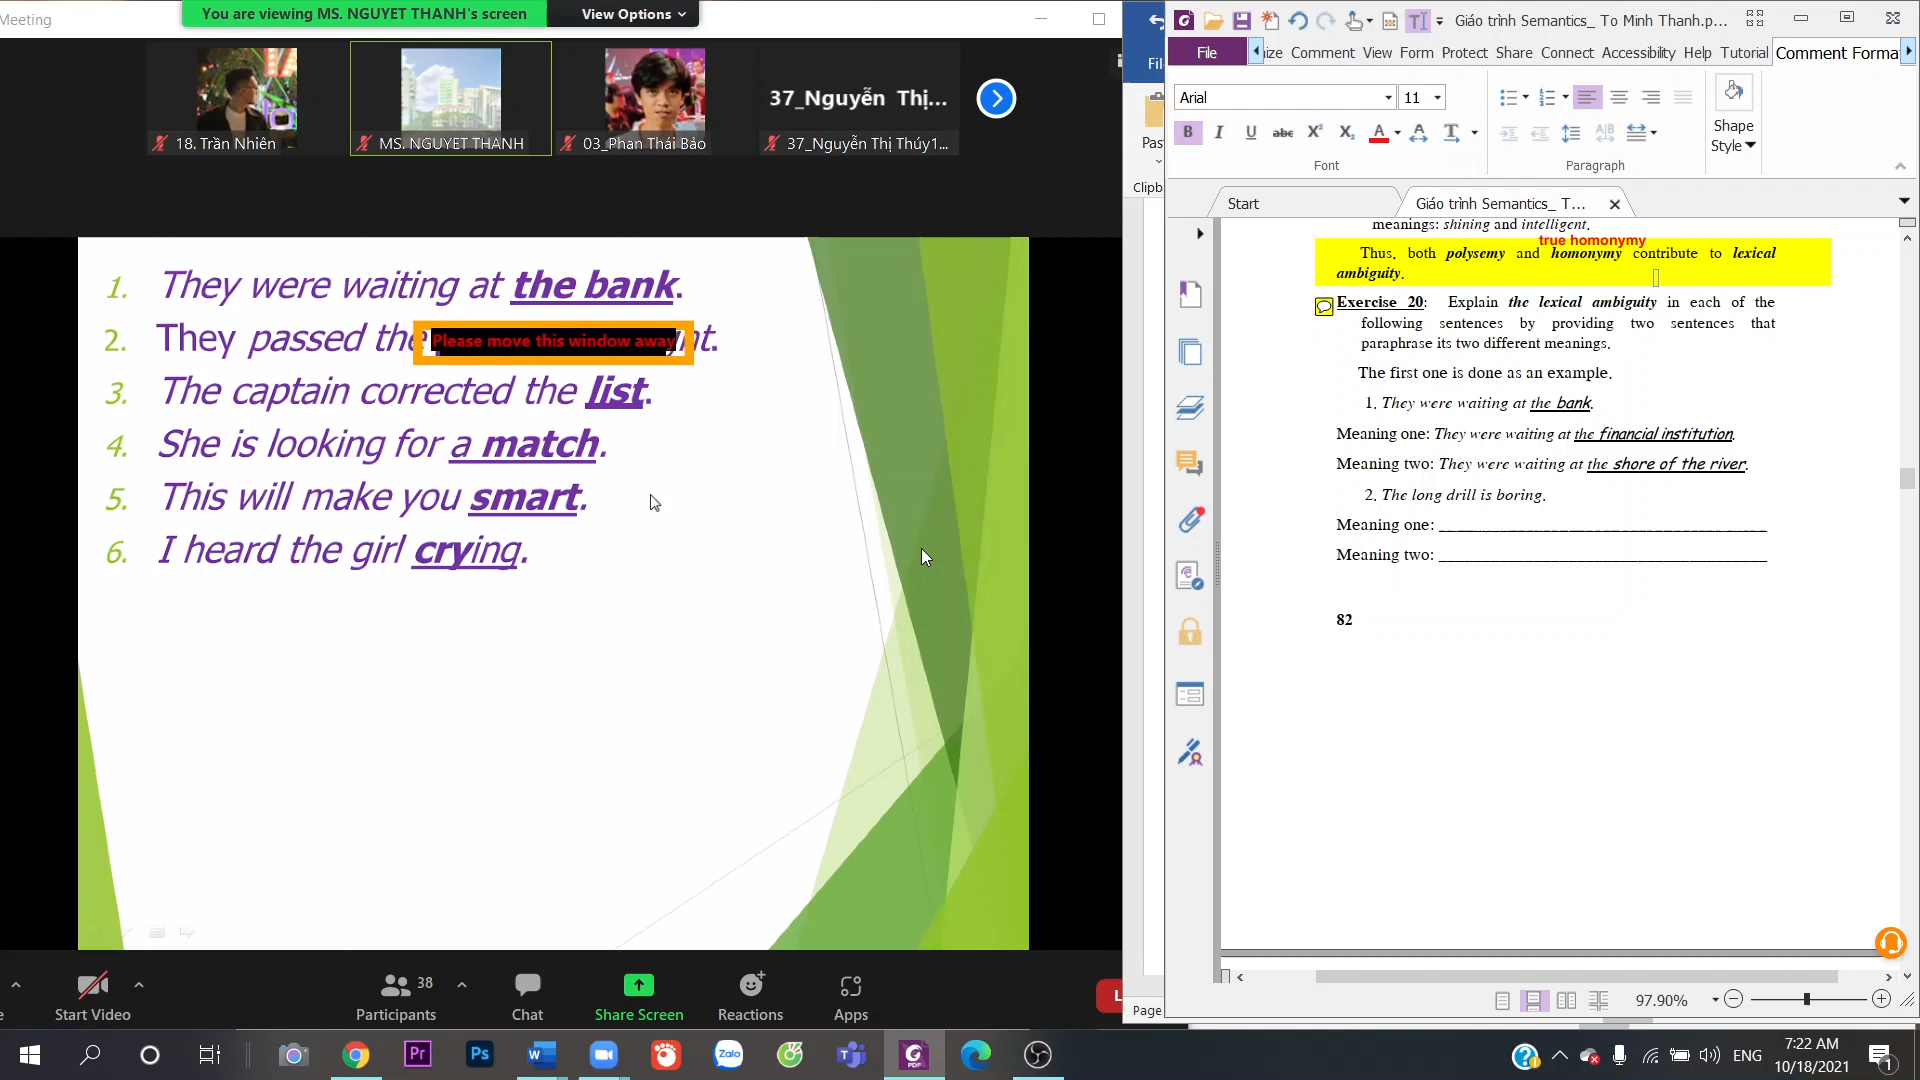 Meeting
You are viewing MS. NGUYET THANH's screen
View Options
18. Trần Nhiên
MS. NGUYET THANH
03_Phan Thái Bảo
37_Nguyễn Thị...
37_Nguyễn Thị Thúy1...
1. They were waiting at the bank.
2. They passed the
Please move this window away
nt.
3. The captain corrected the list.
4. She is looking for a match.
5. This will make you smart.
6. I heard the girl crying.
Start Video
38
Participants
Chat
Share Screen
Reactions
Apps
L
Fil
Pas
Clipb
Page
Giáo trình Semantics_ To Minh Thanh.p...
File
ize
Comment
View
Form
Protect
Share
Connect
Accessibility
Help
Tutorial
Comment Forma
Arial
11
B I U abc X² X₂ A
Font
Paragraph
Shape
Style
Start
Giáo trình Semantics_ T...
meanings: shining and intelligent.
true homonymy
Thus, both polysemy and homonymy contribute to lexical
ambiguity.
Exercise 20: Explain the lexical ambiguity in each of the
following sentences by providing two sentences that
paraphrase its two different meanings.
The first one is done as an example.
1. They were waiting at the bank.
Meaning one: They were waiting at the financial institution.
Meaning two: They were waiting at the shore of the river.
2. The long drill is boring.
Meaning one:
Meaning two:
82
97.90%
Pr
Ps
Zalo
PDF
ENG
7:22 AM
10/18/2021
1